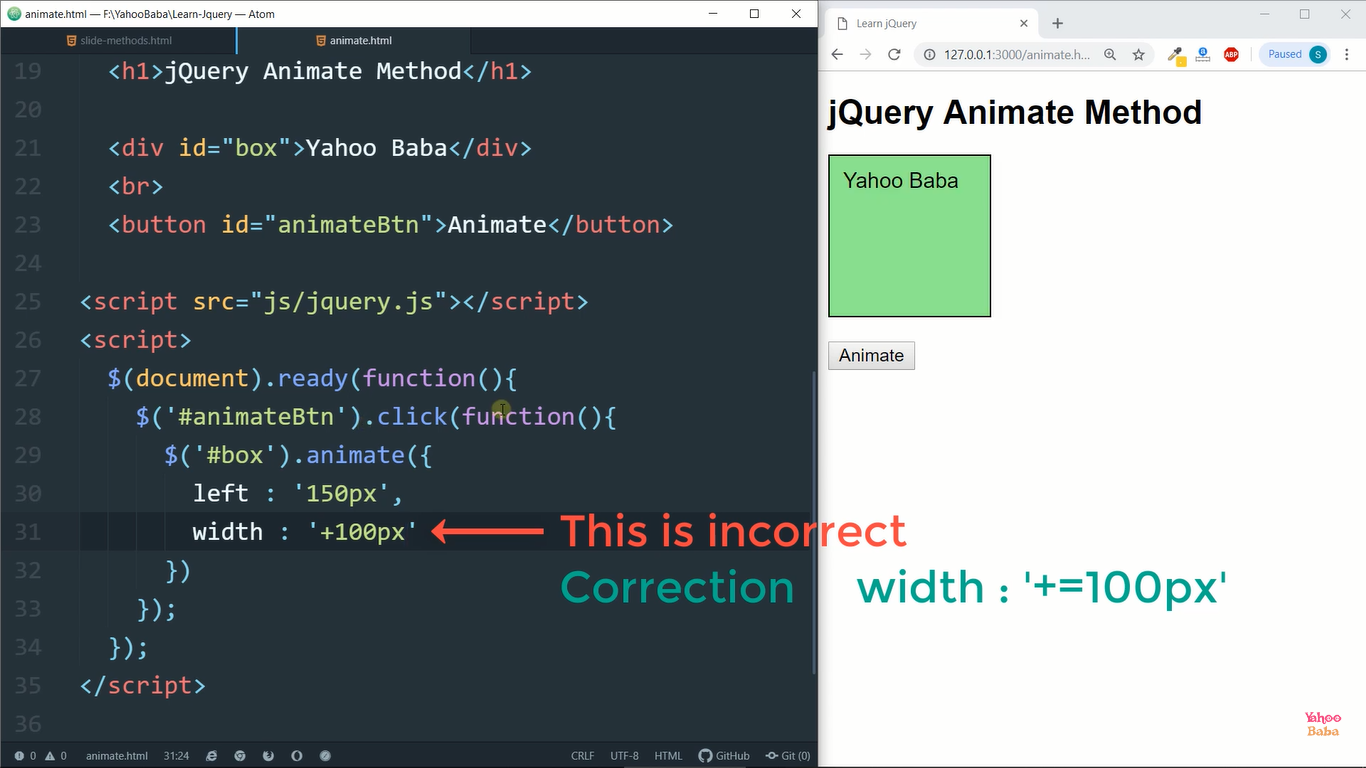 animate.html — F:\YahooBaba\Learn-Jquery — Atom
slide-methods.html
animate.html
19 <h1>jQuery Animate Method</h1>
20
21 <div id="box">Yahoo Baba</div>
22 <br>
23 <button id="animateBtn">Animate</button>
24
25 <script src="js/jquery.js"></script>
26 <script>
27 $(document).ready(function(){
28 $('#animateBtn').click(function(){
29 $('#box').animate({
30 left : '150px',
31 width : '+100px'
32 })
33 });
34 });
35 </script>
36
This is incorrect
Correction width : '+=100px'
0 0 animate.html 31:24 CRLF UTF-8 HTML GitHub Git (0)
Learn jQuery
127.0.0.1:3000/animate.h...
ABP
Paused S
jQuery Animate Method
Yahoo Baba
Animate
Yahoo
Baba